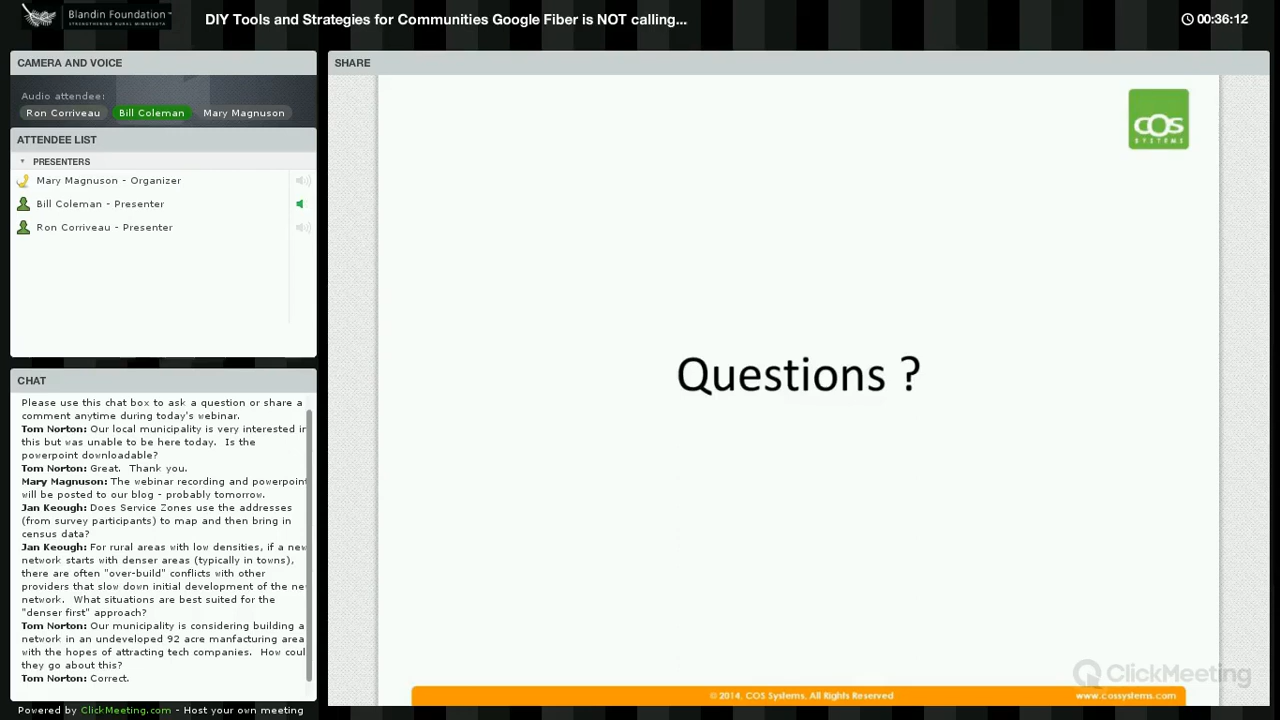 Blandin Foundation™
STRENGTHENING RURAL MINNESOTA
DIY Tools and Strategies for Communities Google Fiber is NOT calling...
00:36:12
CAMERA AND VOICE
Audio attendee:
Ron Corriveau Bill Coleman Mary Magnuson
ATTENDEE LIST
PRESENTERS
Mary Magnuson - Organizer
Bill Coleman - Presenter
Ron Corriveau - Presenter
CHAT
Please use this chat box to ask a question or share a
comment anytime during today's webinar.
Tom Norton: Our local municipality is very interested in
this but was unable to be here today. Is the
powerpoint downloadable?
Tom Norton: Great. Thank you.
Mary Magnuson: The webinar recording and powerpoint
will be posted to our blog - probably tomorrow.
Jan Keough: Does Service Zones use the addresses
(from survey participants) to map and then bring in
census data?
Jan Keough: For rural areas with low densities, if a new
network starts with denser areas (typically in towns),
there are often "over-build" conflicts with other
providers that slow down initial development of the ne
network. What situations are best suited for the
"denser first" approach?
Tom Norton: Our municipality is considering building a
network in an undeveloped 92 acre manfacturing area
with the hopes of attracting tech companies. How coul
they go about this?
Tom Norton: Correct.
Powered by ClickMeeting.com - Host your own meeting
SHARE
COS
SYSTEMS
Questions ?
ClickMeeting
© 2014, COS Systems. All Rights Reserved
www.cossystems.com